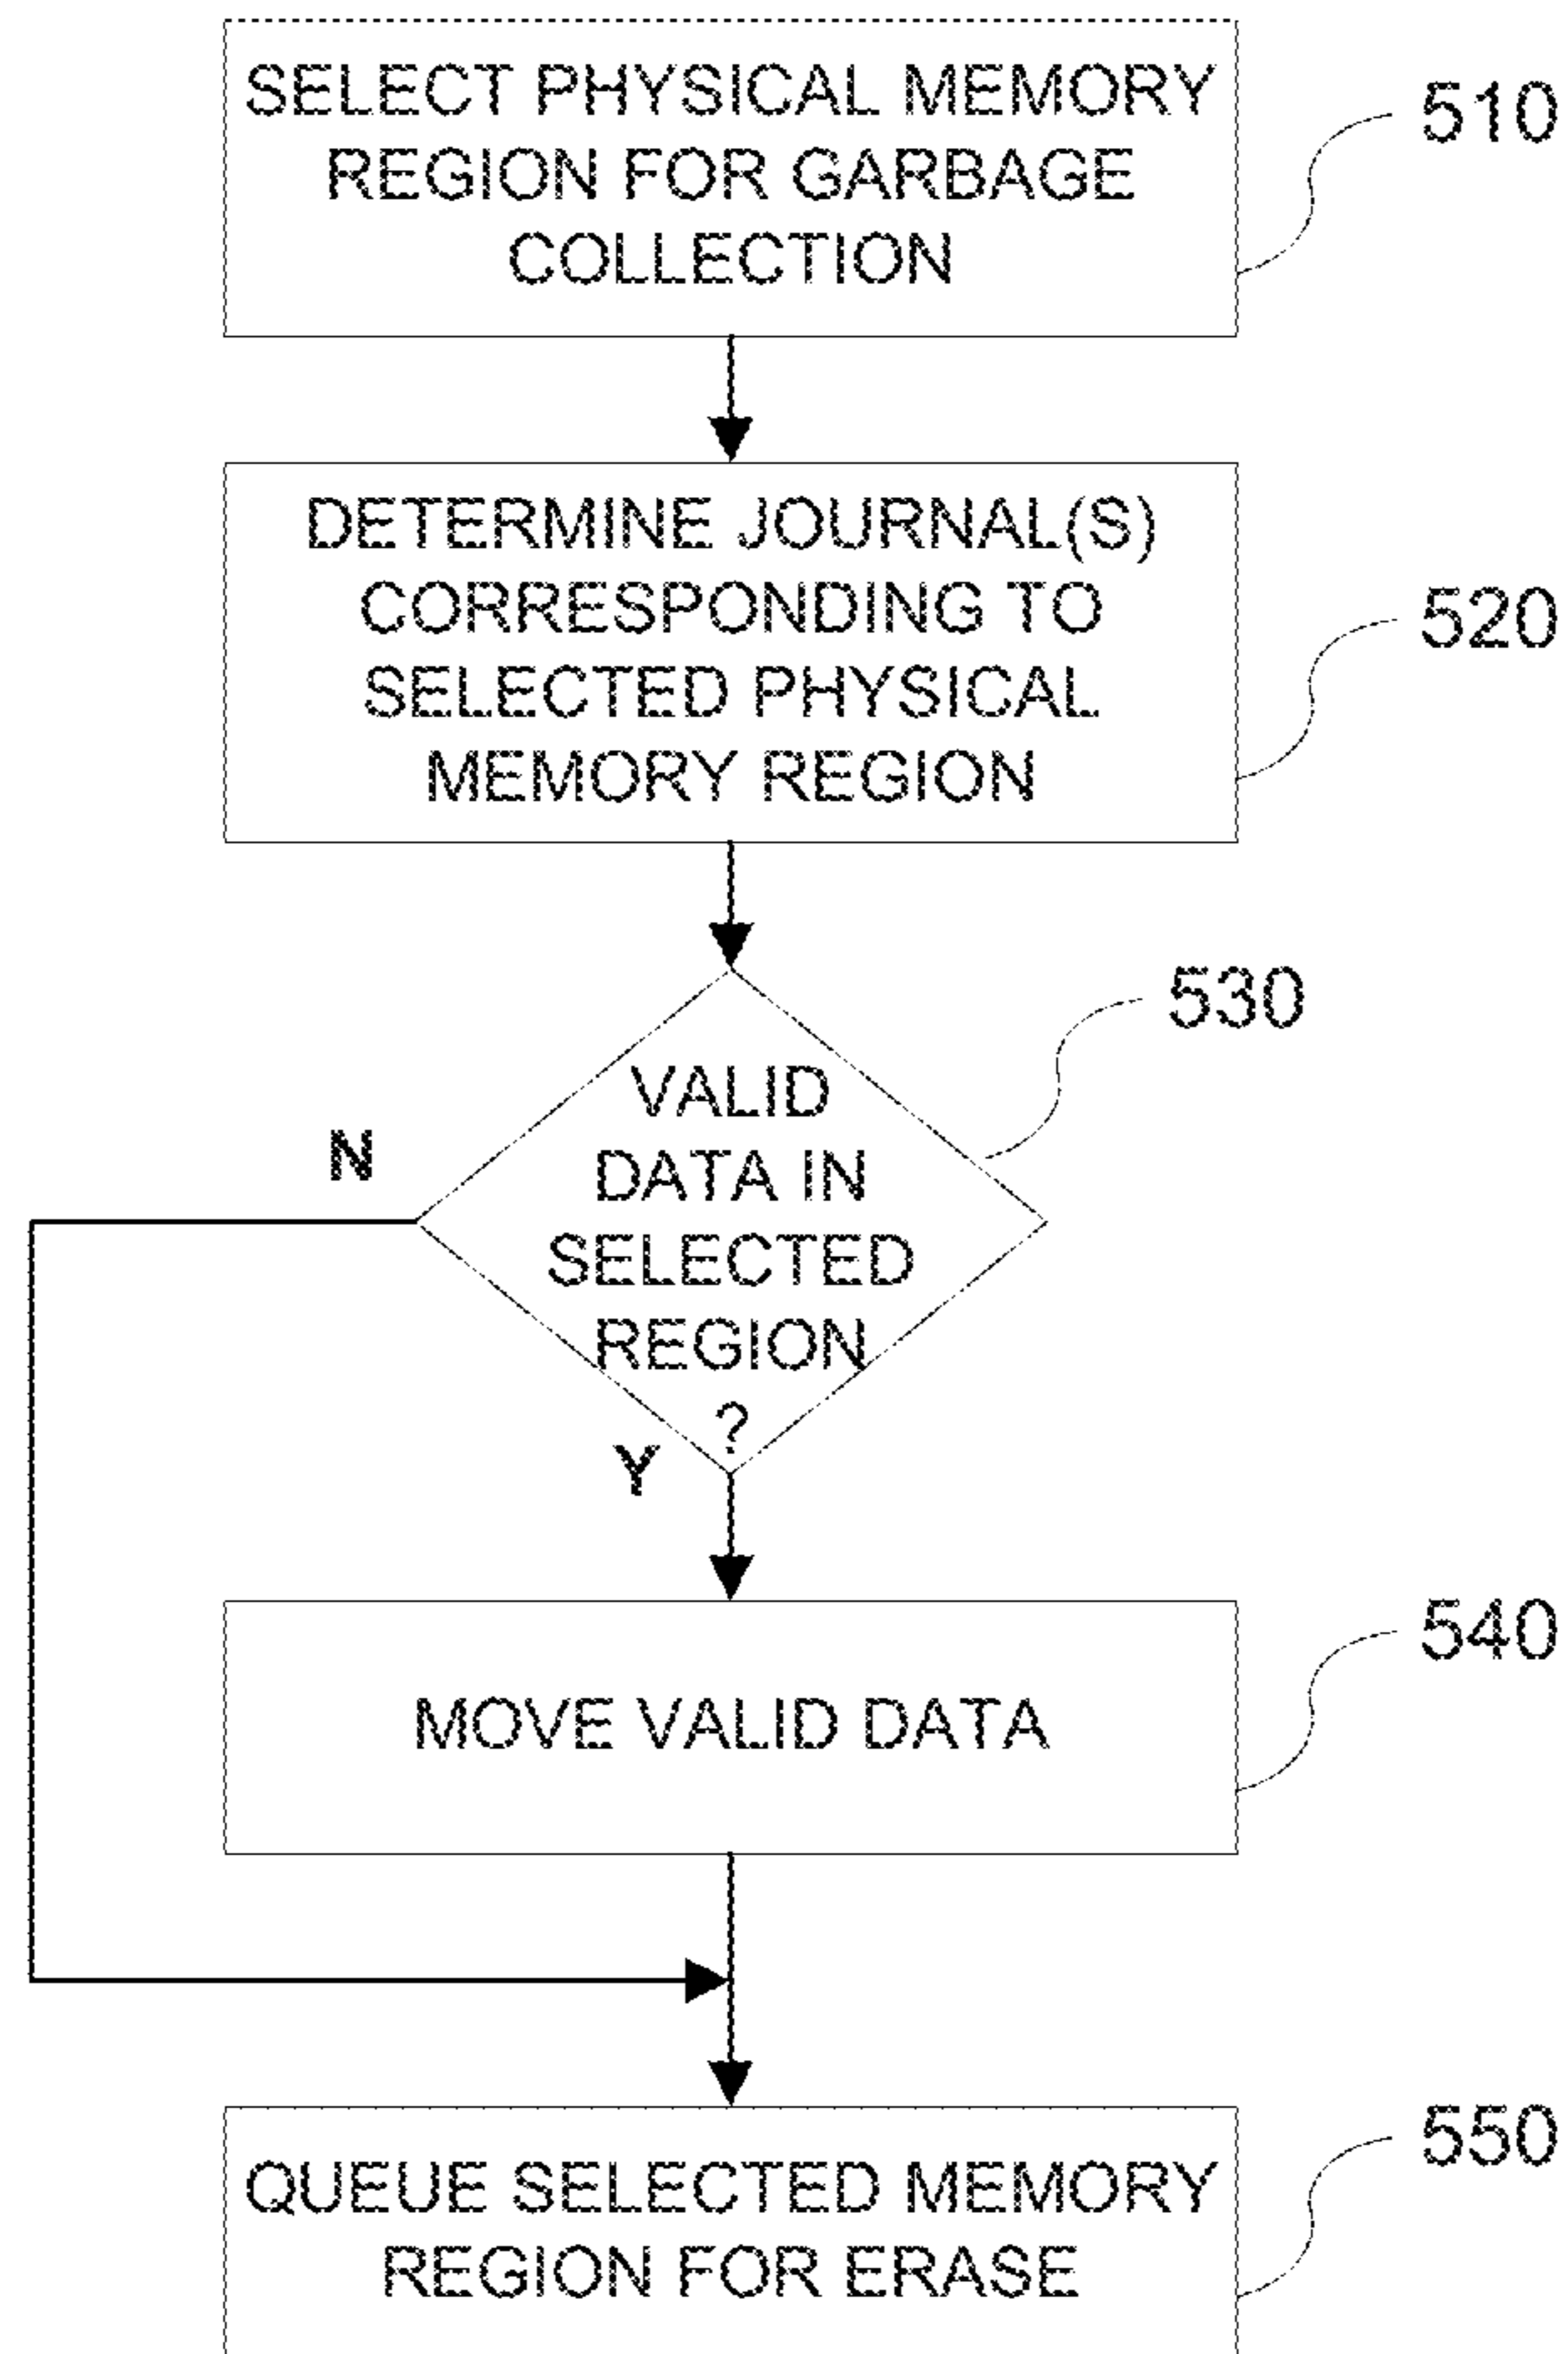 SELECT PHYSICAL MEMORY
REGION FOR GARBAGE
COLLECTION
510
DETERMINE JOURNAL(S)
CORRESPONDING TO
SELECTED PHYSICAL
MEMORY REGION
520
530
VALID
DATA IN
SELECTED
REGION
?
N
Y
540
MOVE VALID DATA
550
QUEUE SELECTED MEMORY
REGION FOR ERASE